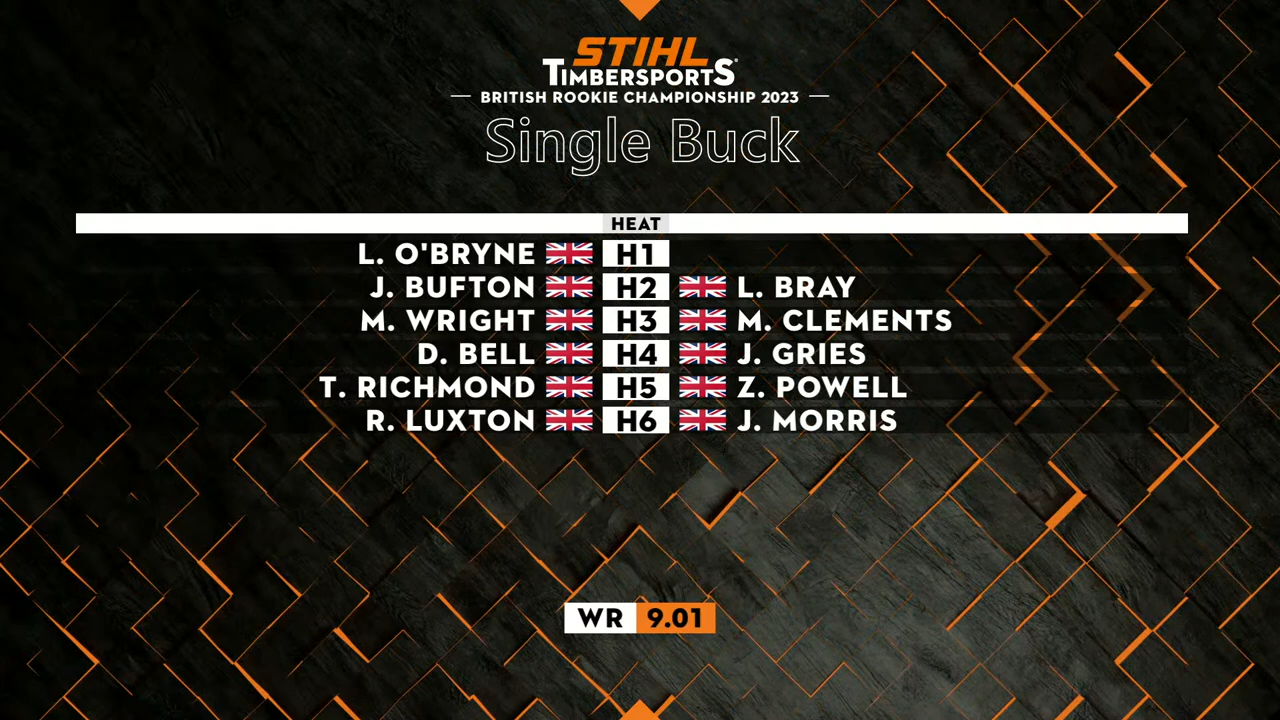 STIHL
TIMBERSPORTS®
BRITISH ROOKIE CHAMPIONSHIP 2023
Single Buck
HEAT
L. O'BRYNE H1
J. BUFTON H2 L. BRAY
M. WRIGHT H3 M. CLEMENTS
D. BELL H4 J. GRIES
T. RICHMOND H5 Z. POWELL
R. LUXTON H6 J. MORRIS
WR 9.01